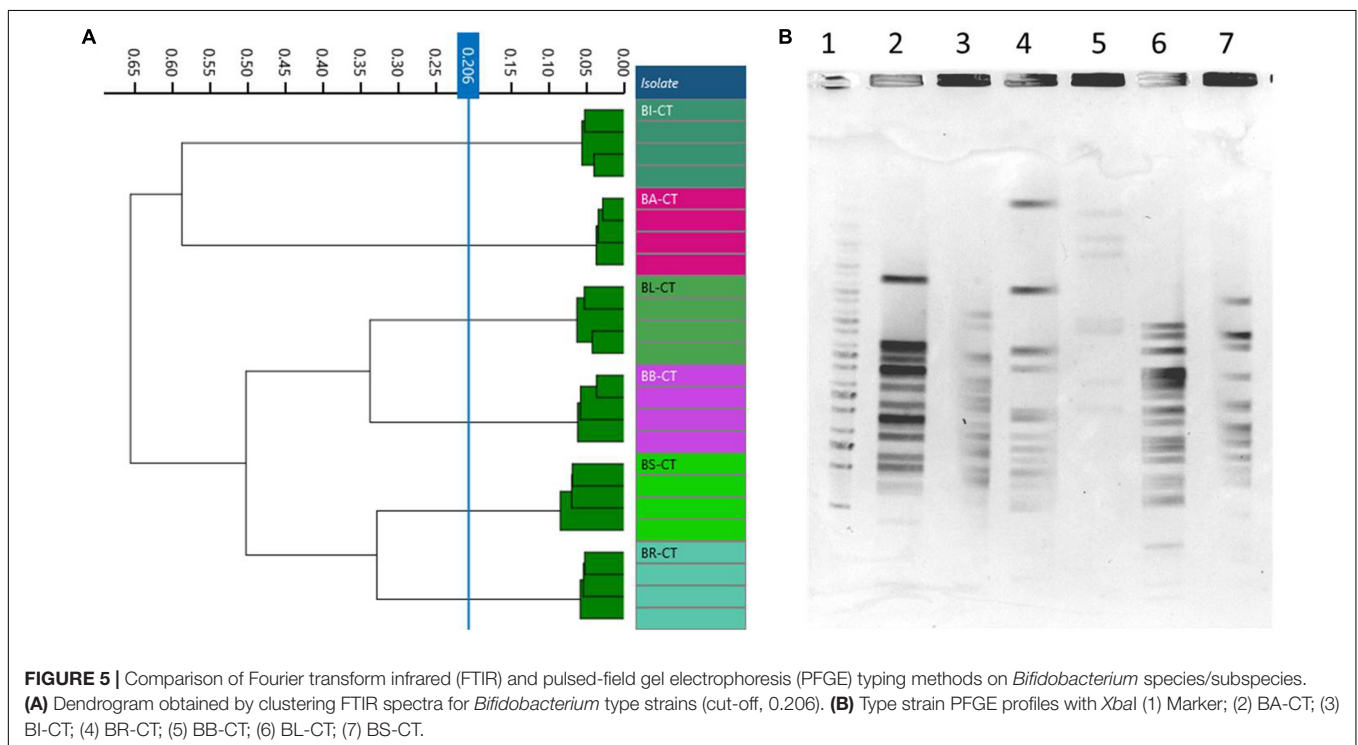 A
0.65 0.60 0.55 0.50 0.45 0.40 0.35 0.30 0.25 0.206 0.15 0.10 0.05 0.00
Isolate
BI-CT
BA-CT
BL-CT
BB-CT
BS-CT
BR-CT
B
1 2 3 4 5 6 7
FIGURE 5 | Comparison of Fourier transform infrared (FTIR) and pulsed-field gel electrophoresis (PFGE) typing methods on Bifidobacterium species/subspecies.
(A) Dendrogram obtained by clustering FTIR spectra for Bifidobacterium type strains (cut-off, 0.206). (B) Type strain PFGE profiles with XbaI (1) Marker; (2) BA-CT; (3)
BI-CT; (4) BR-CT; (5) BB-CT; (6) BL-CT; (7) BS-CT.